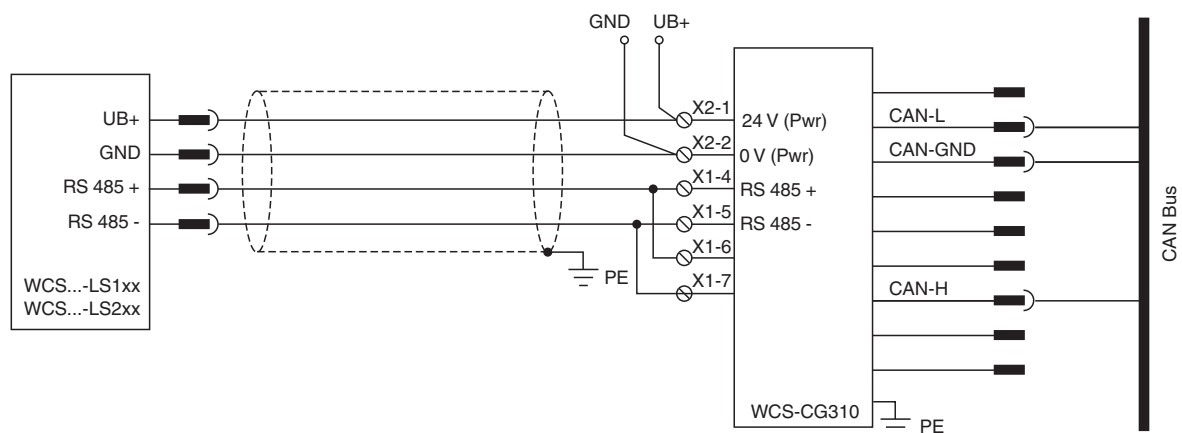 GND UB+
UB+
GND
RS 485 +
RS 485 -
WCS...-LS1xx
WCS...-LS2xx
PE
X2-1
X2-2
X1-4
X1-5
X1-6
X1-7
24 V (Pwr)
0 V (Pwr)
RS 485 +
RS 485 -
WCS-CG310
CAN-L
CAN-GND
CAN-H
PE
CAN Bus